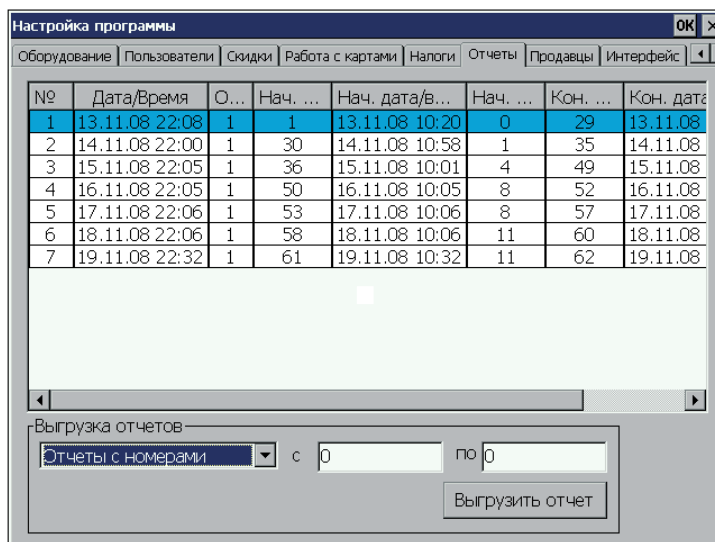 Настройка программы OK ×
Оборудование Пользователи Скидки Работа с картами Налоги Отчеты Продавцы Интерфейс
№ Дата/Время О... Нач. ... Нач. дата/в... Нач. ... Кон. ... Кон. дата
1 13.11.08 22:08 1 1 13.11.08 10:20 0 29 13.11.08
2 14.11.08 22:00 1 30 14.11.08 10:58 1 35 14.11.08
3 15.11.08 22:05 1 36 15.11.08 10:01 4 49 15.11.08
4 16.11.08 22:05 1 50 16.11.08 10:05 8 52 16.11.08
5 17.11.08 22:06 1 53 17.11.08 10:06 8 57 17.11.08
6 18.11.08 22:06 1 58 18.11.08 10:06 11 60 18.11.08
7 19.11.08 22:32 1 61 19.11.08 10:32 11 62 19.11.08
Выгрузка отчетов
Отчеты с номерами с 0 по 0
Выгрузить отчет